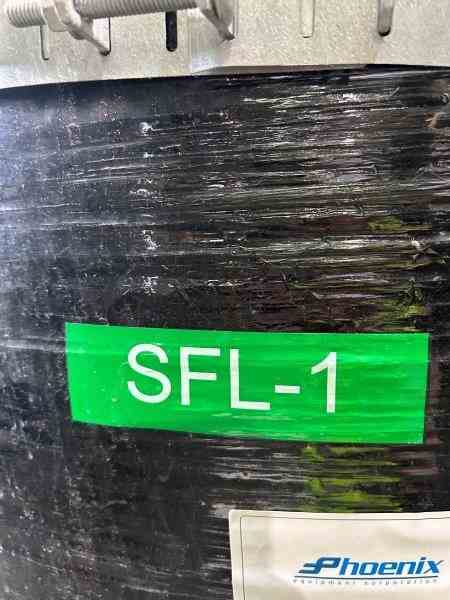 SFL-1
Phoenix
equipment corporation